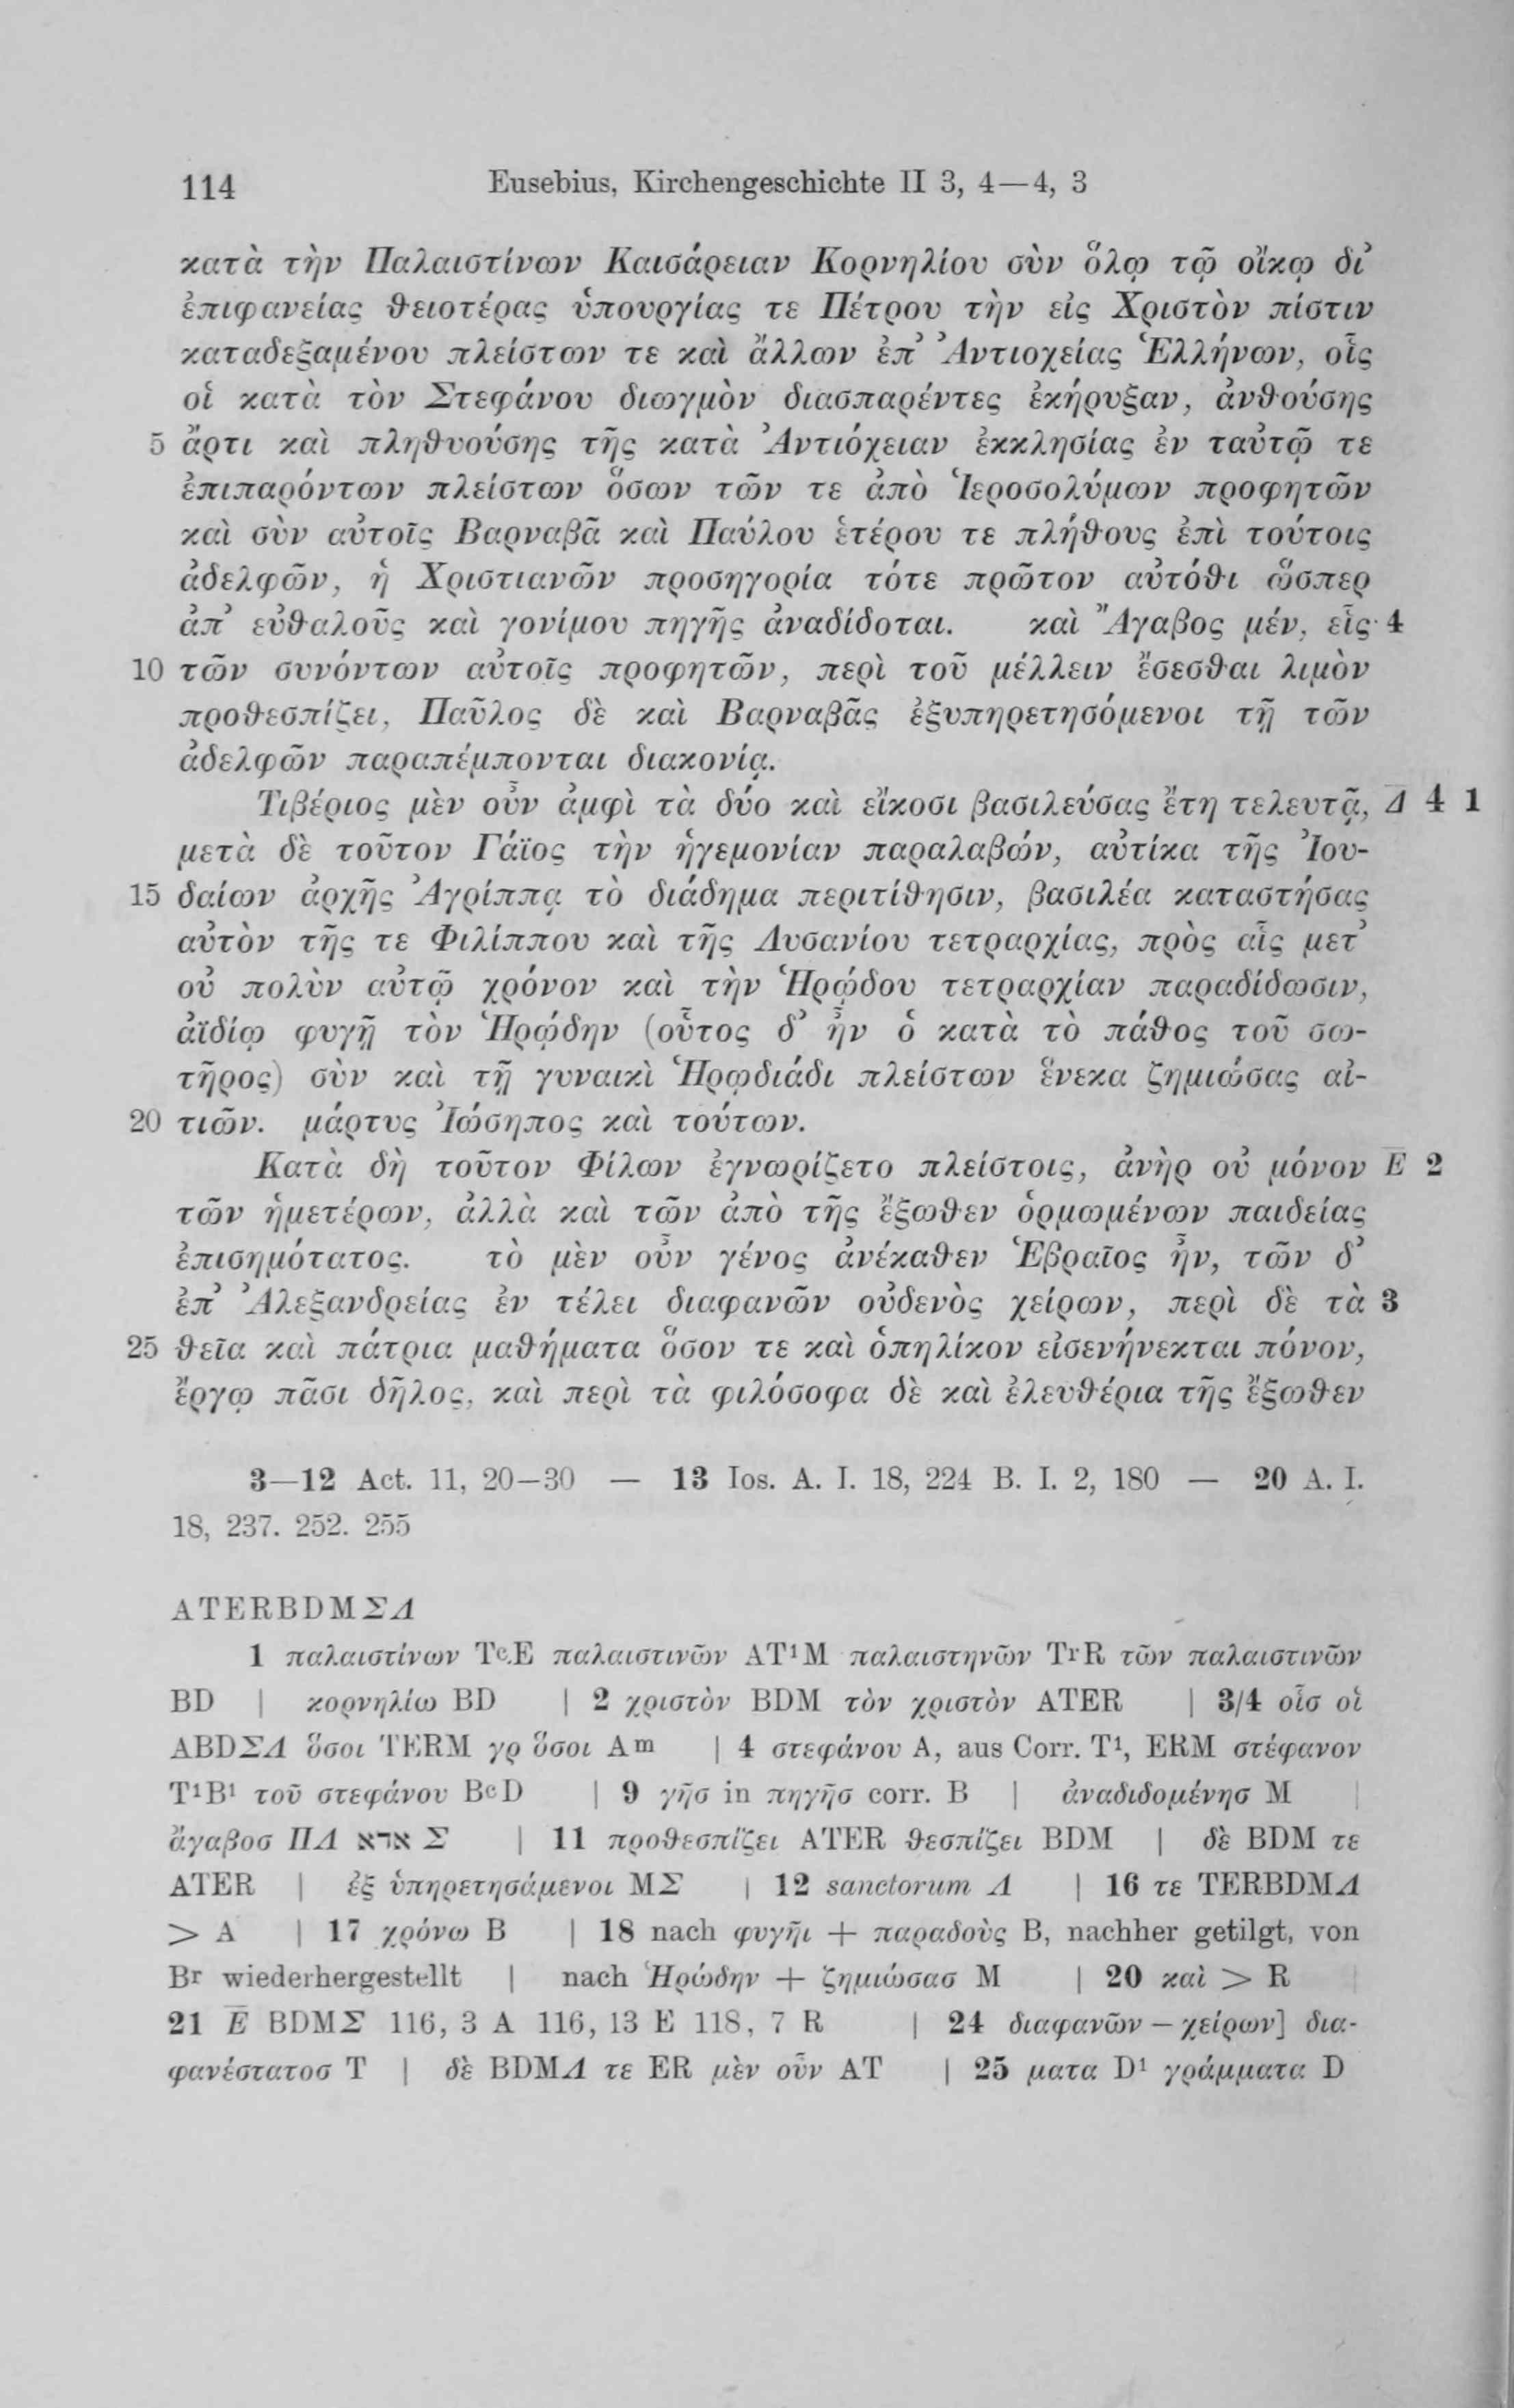 114 Eusebius, Kirchengeschichte II 3, 4—4, 3
κατὰ τὴν Παλαιστίνων Καισάρειαν Κορνηλίου σὺν ὅλῳ τῷ οἴκῳ δι᾽
ἐπιφανείας θειοτέρας ὑπουργίας τε Πέτρου τὴν εἰς Χριστὸν πίστιν
καταδεξαμένου πλείστων τε καὶ ἄλλων ἐπ᾽ Ἀντιοχείας Ἑλλήνων, οἷς
οἱ κατὰ τὸν Στεφάνου διωγμὸν διασπαρέντες ἐκήρυξαν, ἀνθούσης
5 ἄρτι καὶ πληθυούσης τῆς κατὰ Ἀντιόχειαν ἐκκλησίας ἐν ταὐτῷ τε
ἐπιπαρόντων πλείστων ὅσων τῶν τε ἀπὸ Ἱεροσολύμων προφητῶν
καὶ σὺν αὐτοῖς Βαρναβᾶ καὶ Παύλου ἑτέρου τε πλήθους ἐπὶ τούτοις
ἀδελφῶν, ἡ Χριστιανῶν προσηγορία τότε πρῶτον αὐτόθι ὥσπερ
ἀπ᾽ εὐθαλοῦς καὶ γονίμου πηγῆς ἀναδίδοται. καὶ Ἄγαβος μέν, εἷς 4
10 τῶν συνόντων αὐτοῖς προφητῶν, περὶ τοῦ μέλλειν ἔσεσθαι λιμὸν
προθεσπίζει, Παῦλος δὲ καὶ Βαρναβᾶς ἐξυπηρετησόμενοι τῇ τῶν
ἀδελφῶν παραπέμπονται διακονίᾳ.
Τιβέριος μὲν οὖν ἀμφὶ τὰ δύο καὶ εἴκοσι βασιλεύσας ἔτη τελευτᾷ, Δ̅ 4 1
μετὰ δὲ τοῦτον Γάϊος τὴν ἡγεμονίαν παραλαβών, αὐτίκα τῆς Ἰου-
15 δαίων ἀρχῆς Ἀγρίππᾳ τὸ διάδημα περιτίθησιν, βασιλέα καταστήσας
αὐτὸν τῆς τε Φιλίππου καὶ τῆς Λυσανίου τετραρχίας, πρὸς αἷς μετ᾽
οὐ πολὺν αὐτῷ χρόνον καὶ τὴν Ἡρῴδου τετραρχίαν παραδίδωσιν,
ἀϊδίῳ φυγῇ τὸν Ἡρῴδην (οὗτος δ᾽ ἦν ὁ κατὰ τὸ πάθος τοῦ σω-
τῆρος) σὺν καὶ τῇ γυναικὶ Ἡρῳδιάδι πλείστων ἕνεκα ζημιώσας αἰ-
20 τιῶν. μάρτυς Ἰώσηπος καὶ τούτων.
Κατὰ δὴ τοῦτον Φίλων ἐγνωρίζετο πλείστοις, ἀνὴρ οὐ μόνον Ε̅ 2
τῶν ἡμετέρων, ἀλλὰ καὶ τῶν ἀπὸ τῆς ἔξωθεν ὁρμωμένων παιδείας
ἐπισημότατος. τὸ μὲν οὖν γένος ἀνέκαθεν Ἑβραῖος ἦν, τῶν δ᾽
ἐπ᾽ Ἀλεξανδρείας ἐν τέλει διαφανῶν οὐδενὸς χείρων, περὶ δὲ τὰ 3
25 θεῖα καὶ πάτρια μαθήματα ὅσον τε καὶ ὁπηλίκον εἰσενήνεκται πόνον,
ἔργῳ πᾶσι δῆλος, καὶ περὶ τὰ φιλόσοφα δὲ καὶ ἐλευθέρια τῆς ἔξωθεν
3—12 Act. 11, 20—30 — 13 Ios. A. I. 18, 224 B. I. 2, 180 — 20 A. I.
18, 237. 252. 255
ATERBDMΣΛ
1 παλαιστίνων TᶜE παλαιστινῶν AT¹M παλαιστηνῶν TʳR τῶν παλαιστινῶν
BD | κορνηλίω BD | 2 χριστὸν BDM τὸν χριστὸν ATER | 3/4 οἷσ οἱ
ABDΣΛ ὅσοι TERM γρ ὅσοι Aᵐ | 4 στεφάνου A, aus Corr. T¹, ERM στέφανον
T¹B¹ τοῦ στεφάνου BᶜD | 9 γῆσ in πηγῆσ corr. B | ἀναδιδομένησ M |
ἄγαβοσ ΠΛ אדא Σ | 11 προθεσπίζει ATER θεσπίζει BDM | δὲ BDM τε
ATER | ἐξ ὑπηρετησάμενοι MΣ | 12 sanctorum Λ | 16 τε TERBDMΛ
> A | 17 χρόνω B | 18 nach φυγῆι + παραδοὺς B, nachher getilgt, von
Bʳ wiederhergestellt | nach Ἡρώδην + ζημιώσασ M | 20 καὶ > R |
21 Ε̅ BDMΣ 116, 3 A 116, 13 E 118, 7 R | 24 διαφανῶν — χείρων] δια-
φανέστατοσ T | δὲ BDMΛ τε ER μὲν οὖν AT | 25 ματα D¹ γράμματα D